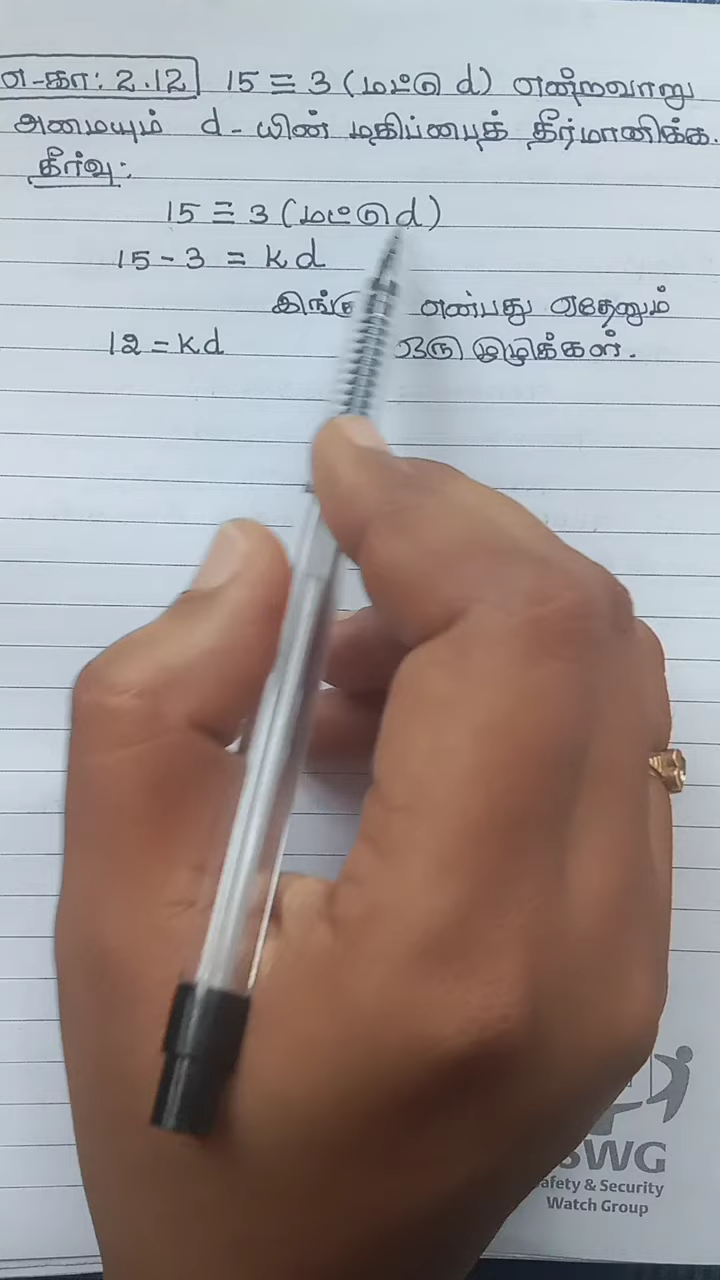 எ-கா: 2.12 15 ≡ 3 (மட்டு d) என்றவாறு
அமையும் d-யின் மதிப்பைத் தீர்மானிக்க.
தீர்வு:
15 ≡ 3 (மட்டு d)
15 - 3 = kd
என்பது ஏதேனும்
12 = kd ஒரு முழுக்கள்.
SWG
Safety & Security
Watch Group